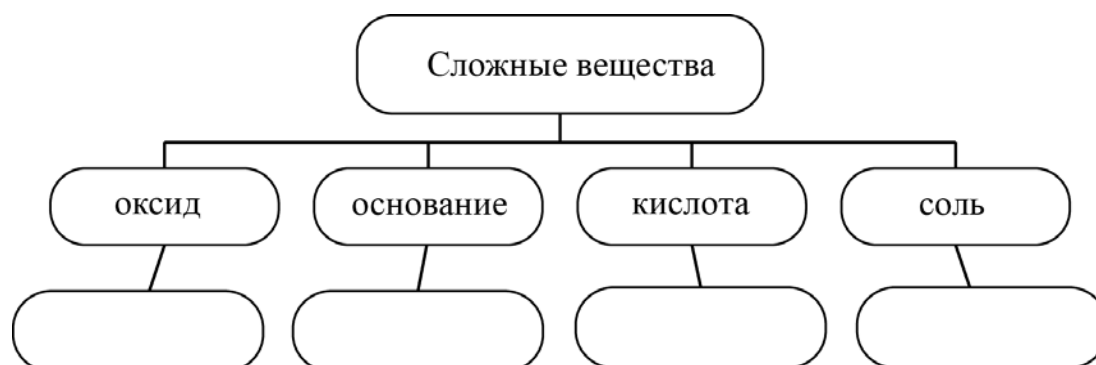 Сложные вещества
оксид
основание
кислота
соль